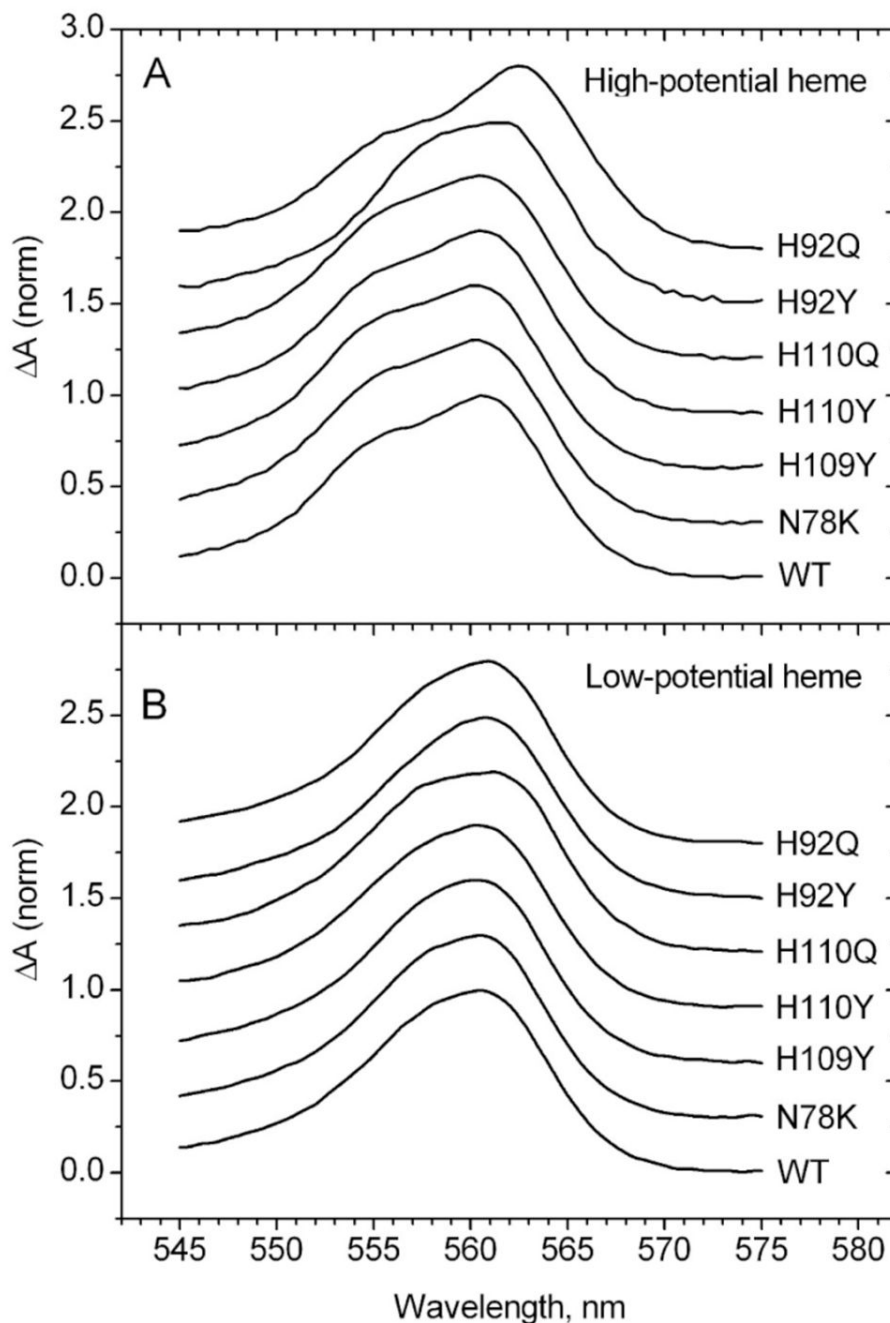 3.0
A
High-potential heme
2.5
2.0
H92Q
H92Y
1.5
H110Q
1.0
H110Y
H109Y
0.5
N78K
0.0
WT
ΔA (norm)
B
Low-potential heme
2.5
2.0
H92Q
H92Y
1.5
H110Q
1.0
H110Y
H109Y
0.5
N78K
0.0
WT
ΔA (norm)
545 550 555 560 565 570 575 580
Wavelength, nm